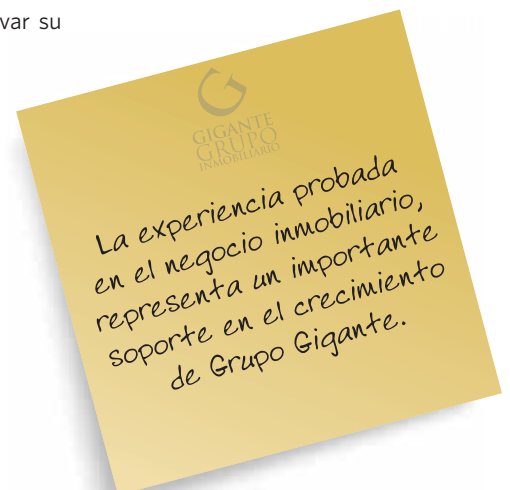 var su
GIGANTE
GRUPO
INMOBILIARIO
La experiencia probada
en el negocio inmobiliario,
representa un importante
soporte en el crecimiento
de Grupo Gigante.